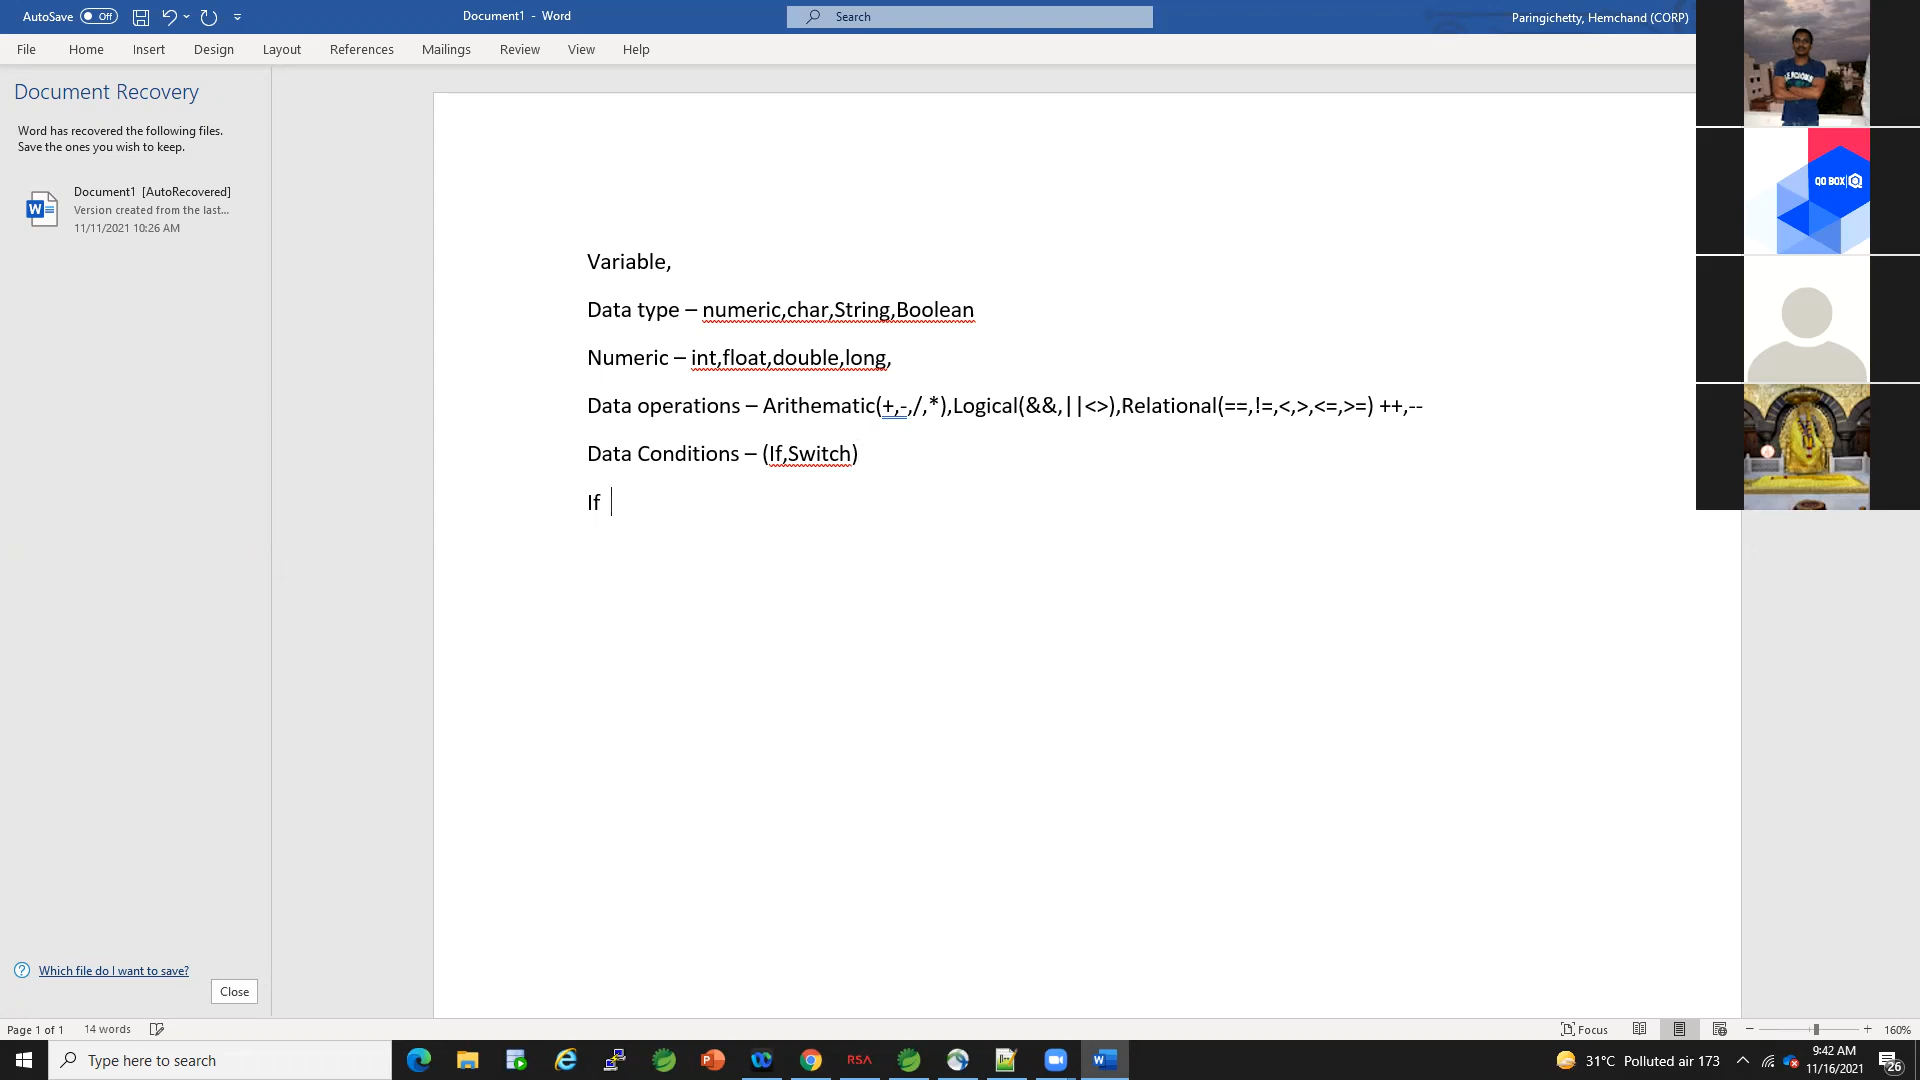 AutoSave Off Document1 - Word Search Paringichetty, Hemchand (CORP)
File Home Insert Design Layout References Mailings Review View Help
Document Recovery
Word has recovered the following files.
Save the ones you wish to keep.
Document1 [AutoRecovered]
Version created from the last...
11/11/2021 10:26 AM
Variable,
Data type – numeric,char,String,Boolean
Numeric – int,float,double,long,
Data operations – Arithematic(+,-,/,*),Logical(&&,||<>),Relational(==,!=,<,>,<=,>=) ++,--
Data Conditions – (If,Switch)
If
QO BOX
Which file do I want to save?
Close
Page 1 of 1 14 words Focus 160%
Type here to search RSA 31°C Polluted air 173 9:42 AM
11/16/2021 26